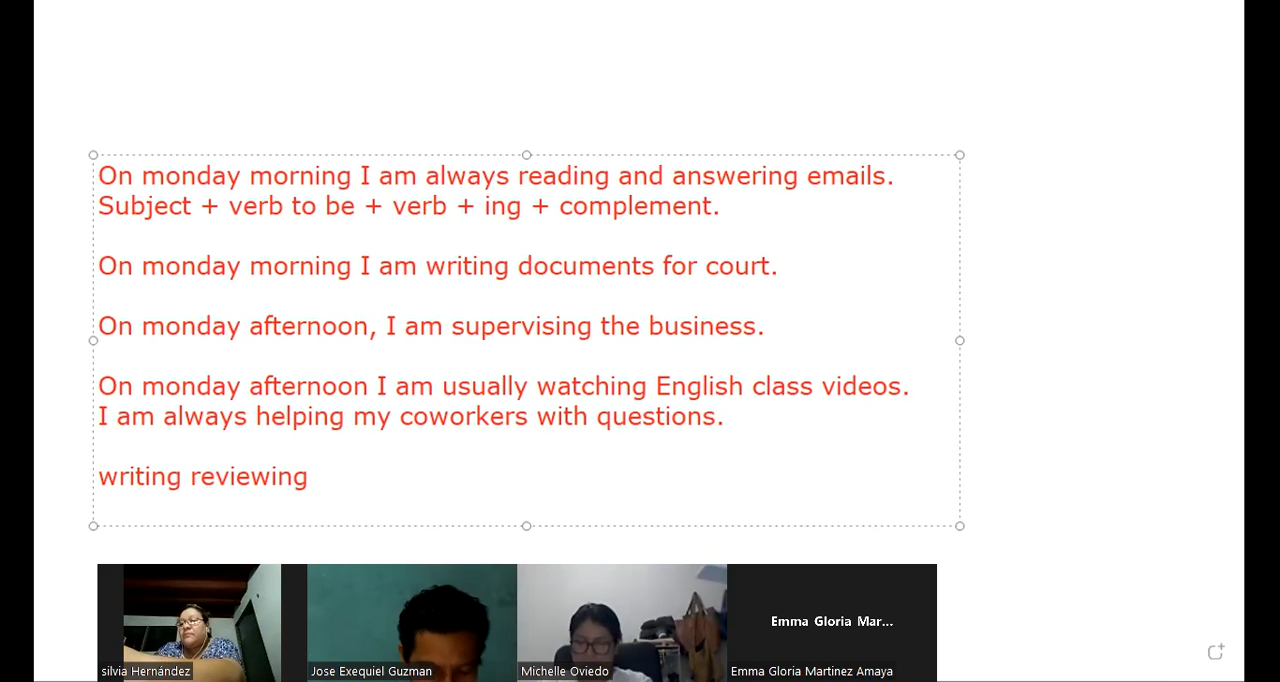 On monday morning I am always reading and answering emails.
Subject + verb to be + verb + ing + complement.
On monday morning I am writing documents for court.
On monday afternoon, I am supervising the business.
On monday afternoon I am usually watching English class videos.
I am always helping my coworkers with questions.
writing reviewing
Emma Gloria Mar...
silvia Hernández
Jose Exequiel Guzman
Michelle Oviedo
Emma Gloria Martinez Amaya